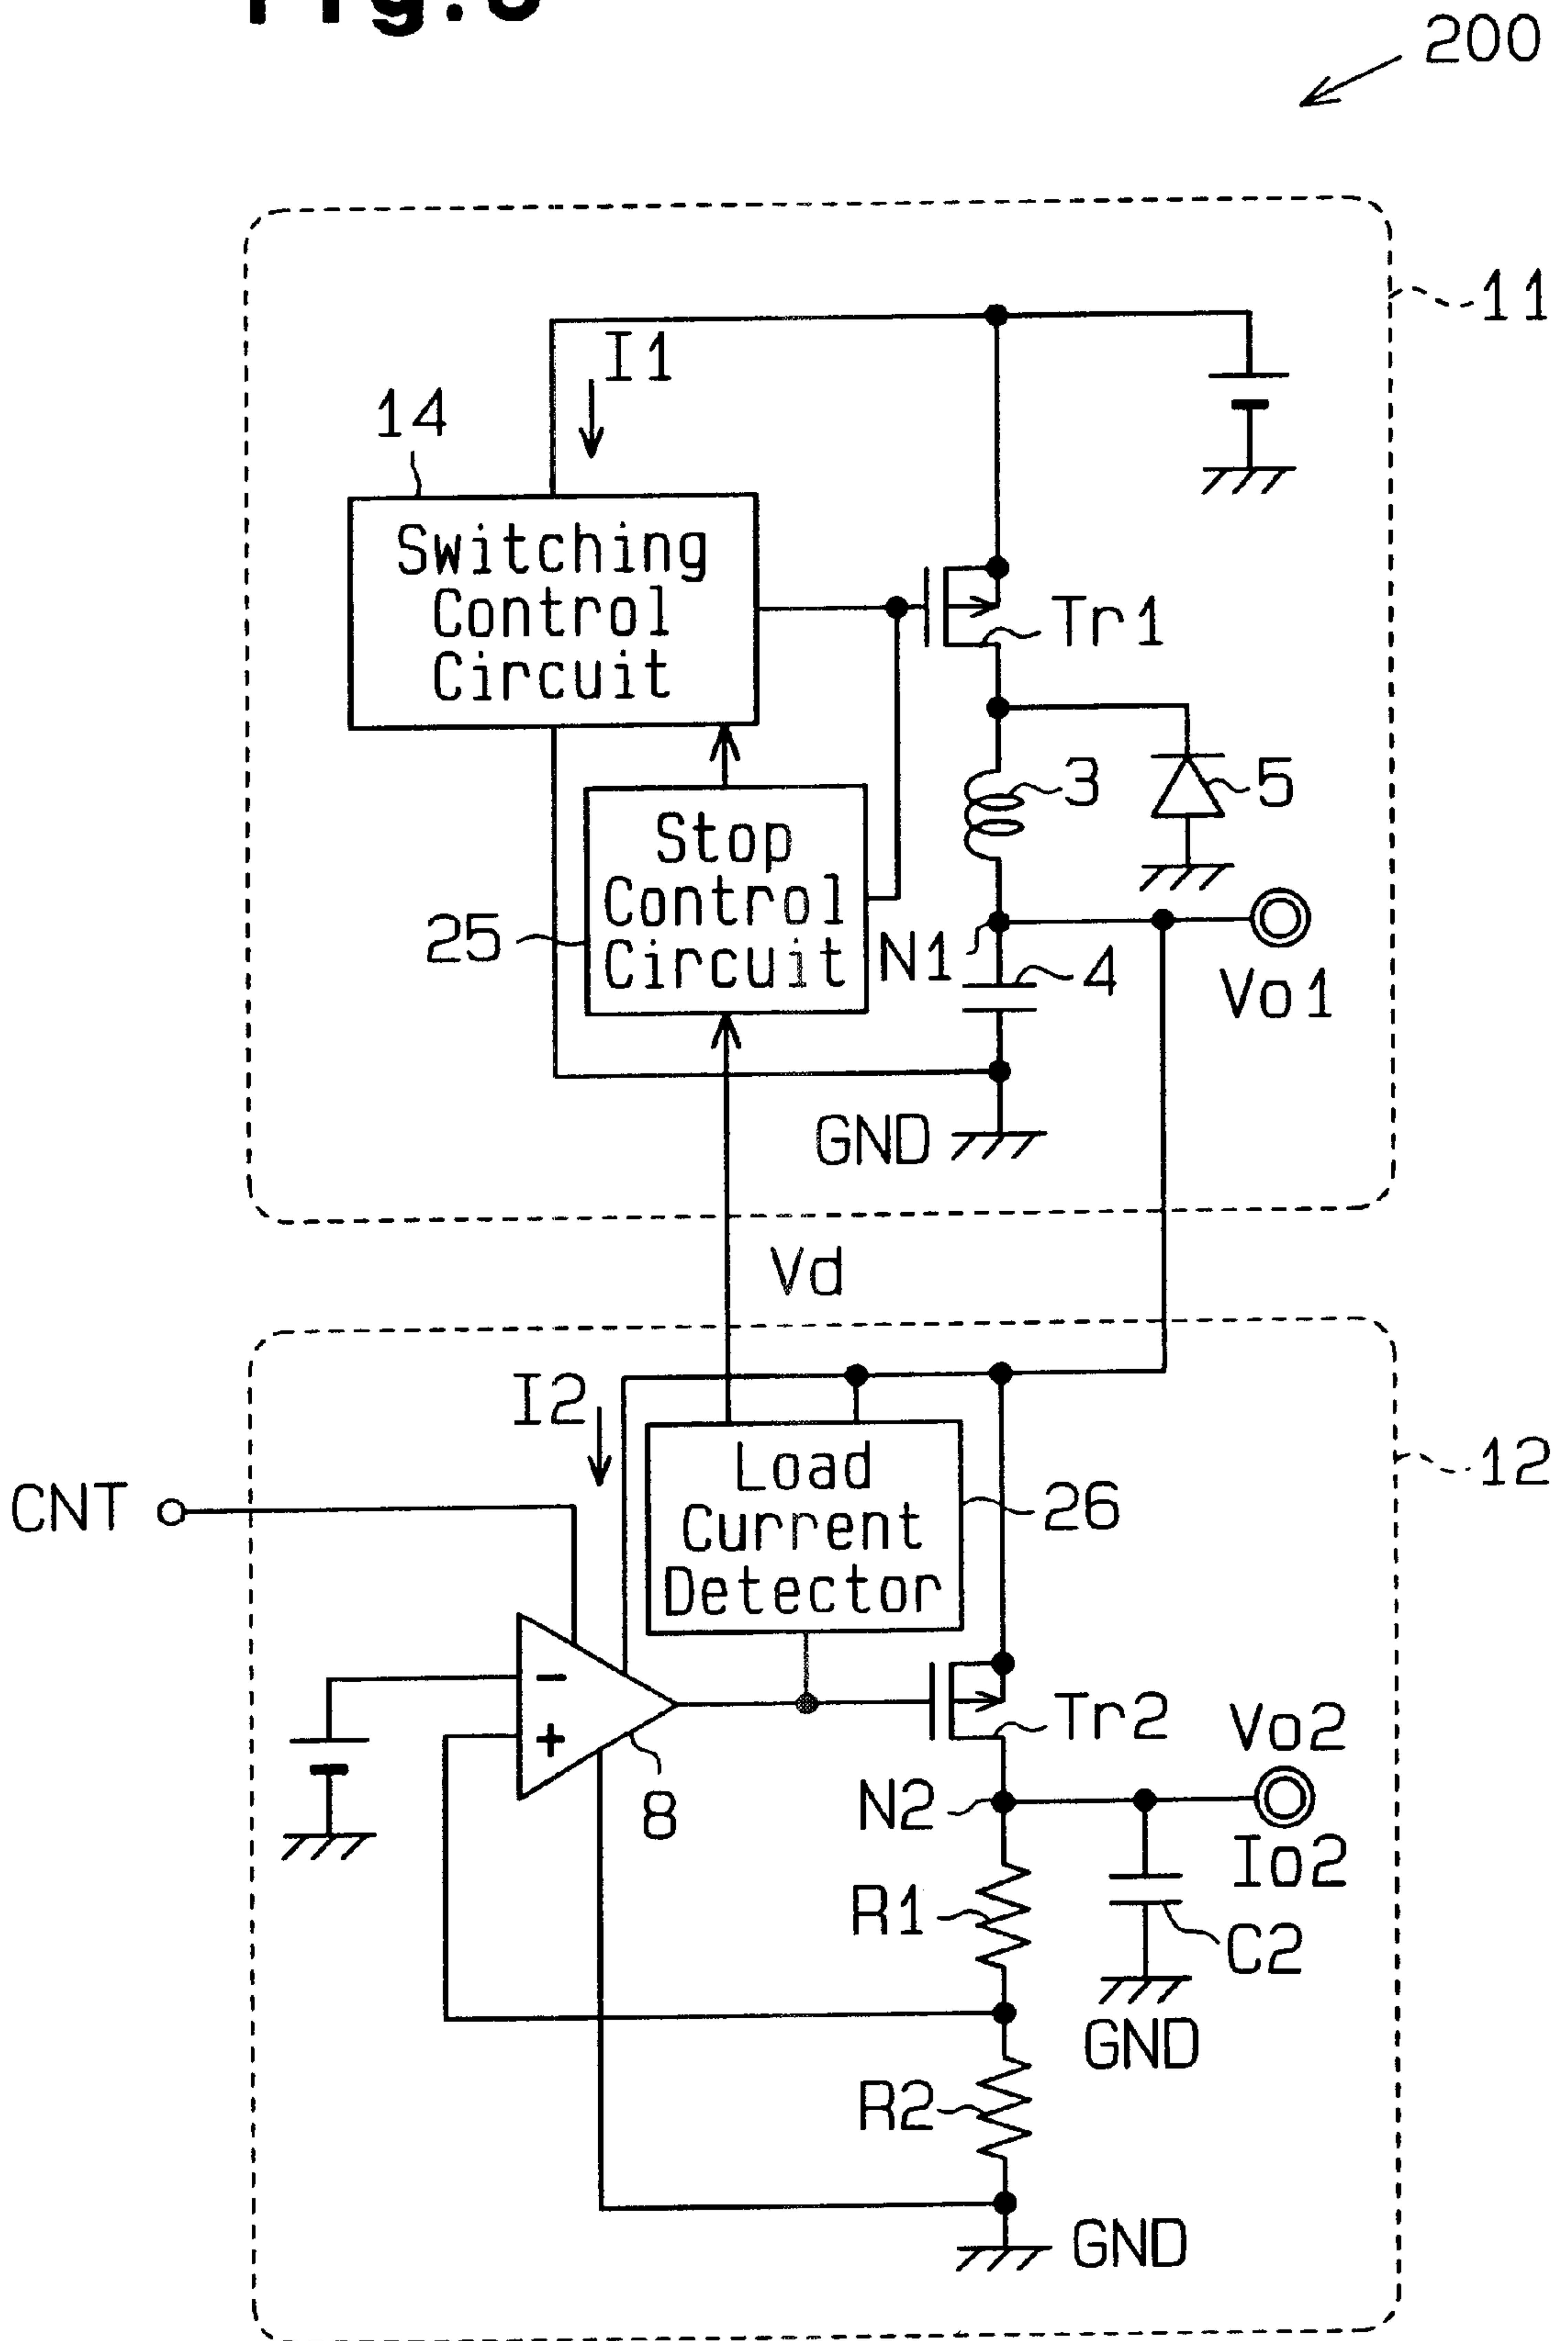 200
11
I1
14
Switching
Control
Circuit
Tr1
3
5
Stop
Control
Circuit
25
N1
4
Vo1
GND
Vd
I2
12
Load
Current
Detector
26
CNT
−
+
8
Tr2
Vo2
N2
Io2
R1
C2
GND
R2
GND